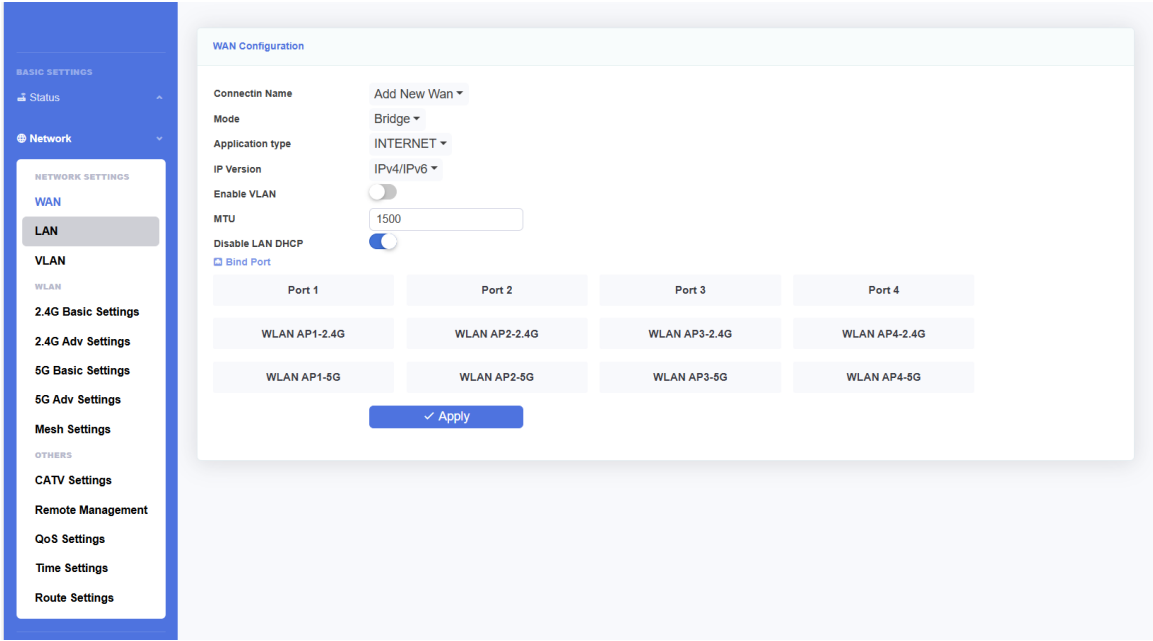 BASIC SETTINGS
Status
Network
NETWORK SETTINGS
WAN
LAN
VLAN
WLAN
2.4G Basic Settings
2.4G Adv Settings
5G Basic Settings
5G Adv Settings
Mesh Settings
OTHERS
CATV Settings
Remote Management
QoS Settings
Time Settings
Route Settings
WAN Configuration
Connectin Name Add New Wan
Mode Bridge
Application type INTERNET
IP Version IPv4/IPv6
Enable VLAN
MTU 1500
Disable LAN DHCP
Bind Port
Port 1 Port 2 Port 3 Port 4
WLAN AP1-2.4G WLAN AP2-2.4G WLAN AP3-2.4G WLAN AP4-2.4G
WLAN AP1-5G WLAN AP2-5G WLAN AP3-5G WLAN AP4-5G
Apply